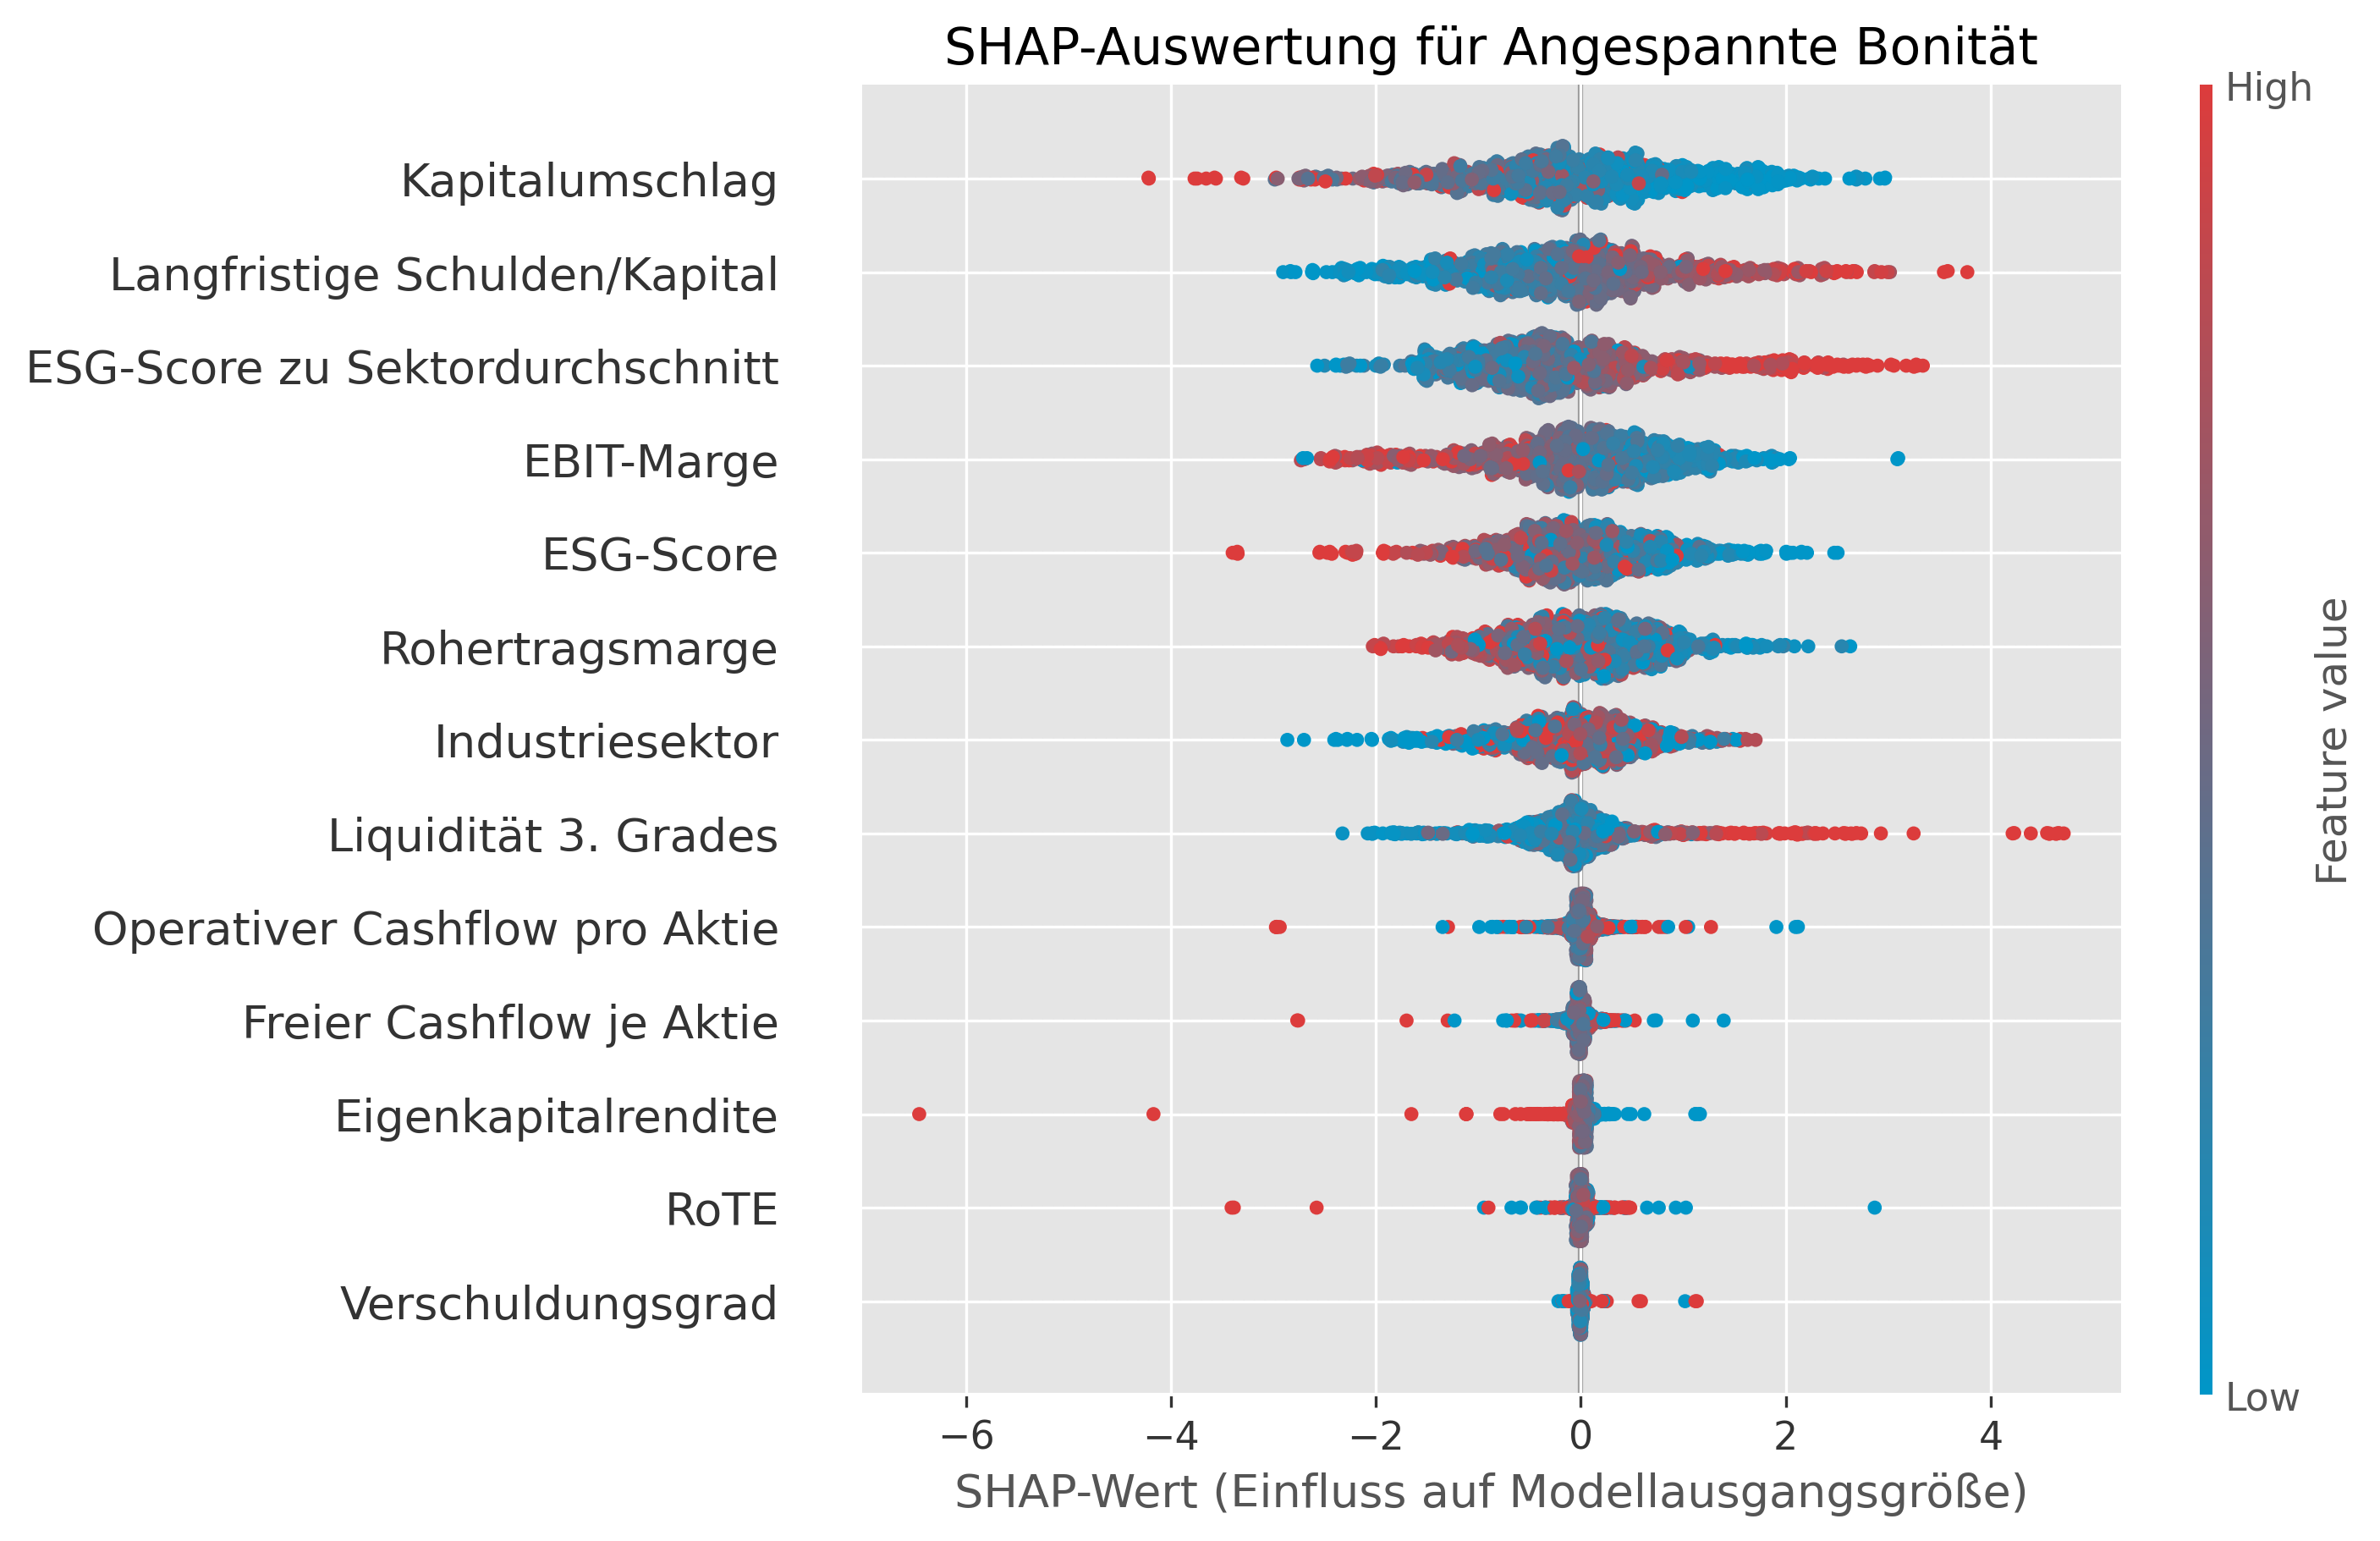 SHAP-Auswertung für Angespannte Bonität
High
Kapitalumschlag
Langfristige Schulden/Kapital
ESG-Score zu Sektordurchschnitt
EBIT-Marge
ESG-Score
Rohertragsmarge
Industriesektor
Liquidität 3. Grades
Operativer Cashflow pro Aktie
Freier Cashflow je Aktie
Eigenkapitalrendite
RoTE
Verschuldungsgrad
Feature value
Low
−6 −4 −2 0 2 4
SHAP-Wert (Einfluss auf Modellausgangsgröße)